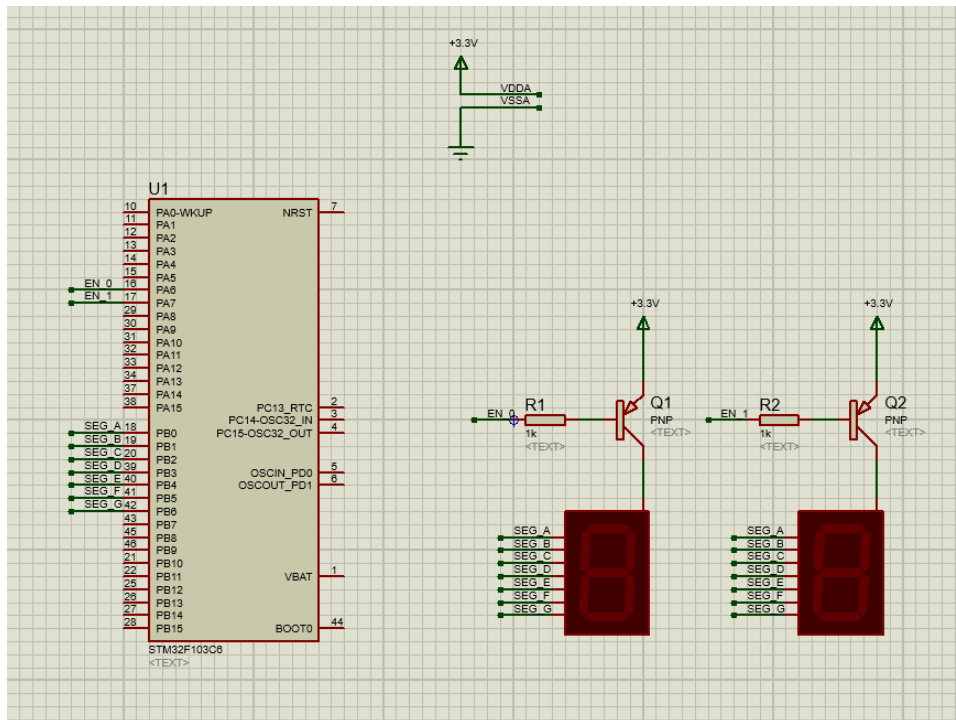 +3.3V
VDDA
VSSA
U1
10 PA0-WKUP NRST 7
11 PA1
12 PA2
13 PA3
14 PA4
15 PA5
EN_0 16 PA6
EN_1 17 PA7
29 PA8
30 PA9
31 PA10
32 PA11
33 PA12
34 PA13
37 PA14
38 PA15
PC13_RTC 2
PC14-OSC32_IN 3
SEG_A 18 PB0 PC15-OSC32_OUT 4
SEG_B 19 PB1
SEG_C 20 PB2
SEG_D 39 PB3 OSCIN_PD0 5
SEG_E 40 PB4 OSCOUT_PD1 6
SEG_F 41 PB5
SEG_G 42 PB6
43 PB7
45 PB8
46 PB9
21 PB10
22 PB11 VBAT 1
25 PB12
26 PB13
27 PB14
28 PB15 BOOT0 44
STM32F103C6
<TEXT>
+3.3V
EN_0
R1
1k
<TEXT>
Q1
PNP
<TEXT>
SEG_A
SEG_B
SEG_C
SEG_D
SEG_E
SEG_F
SEG_G
+3.3V
EN_1
R2
1k
<TEXT>
Q2
PNP
<TEXT>
SEG_A
SEG_B
SEG_C
SEG_D
SEG_E
SEG_F
SEG_G